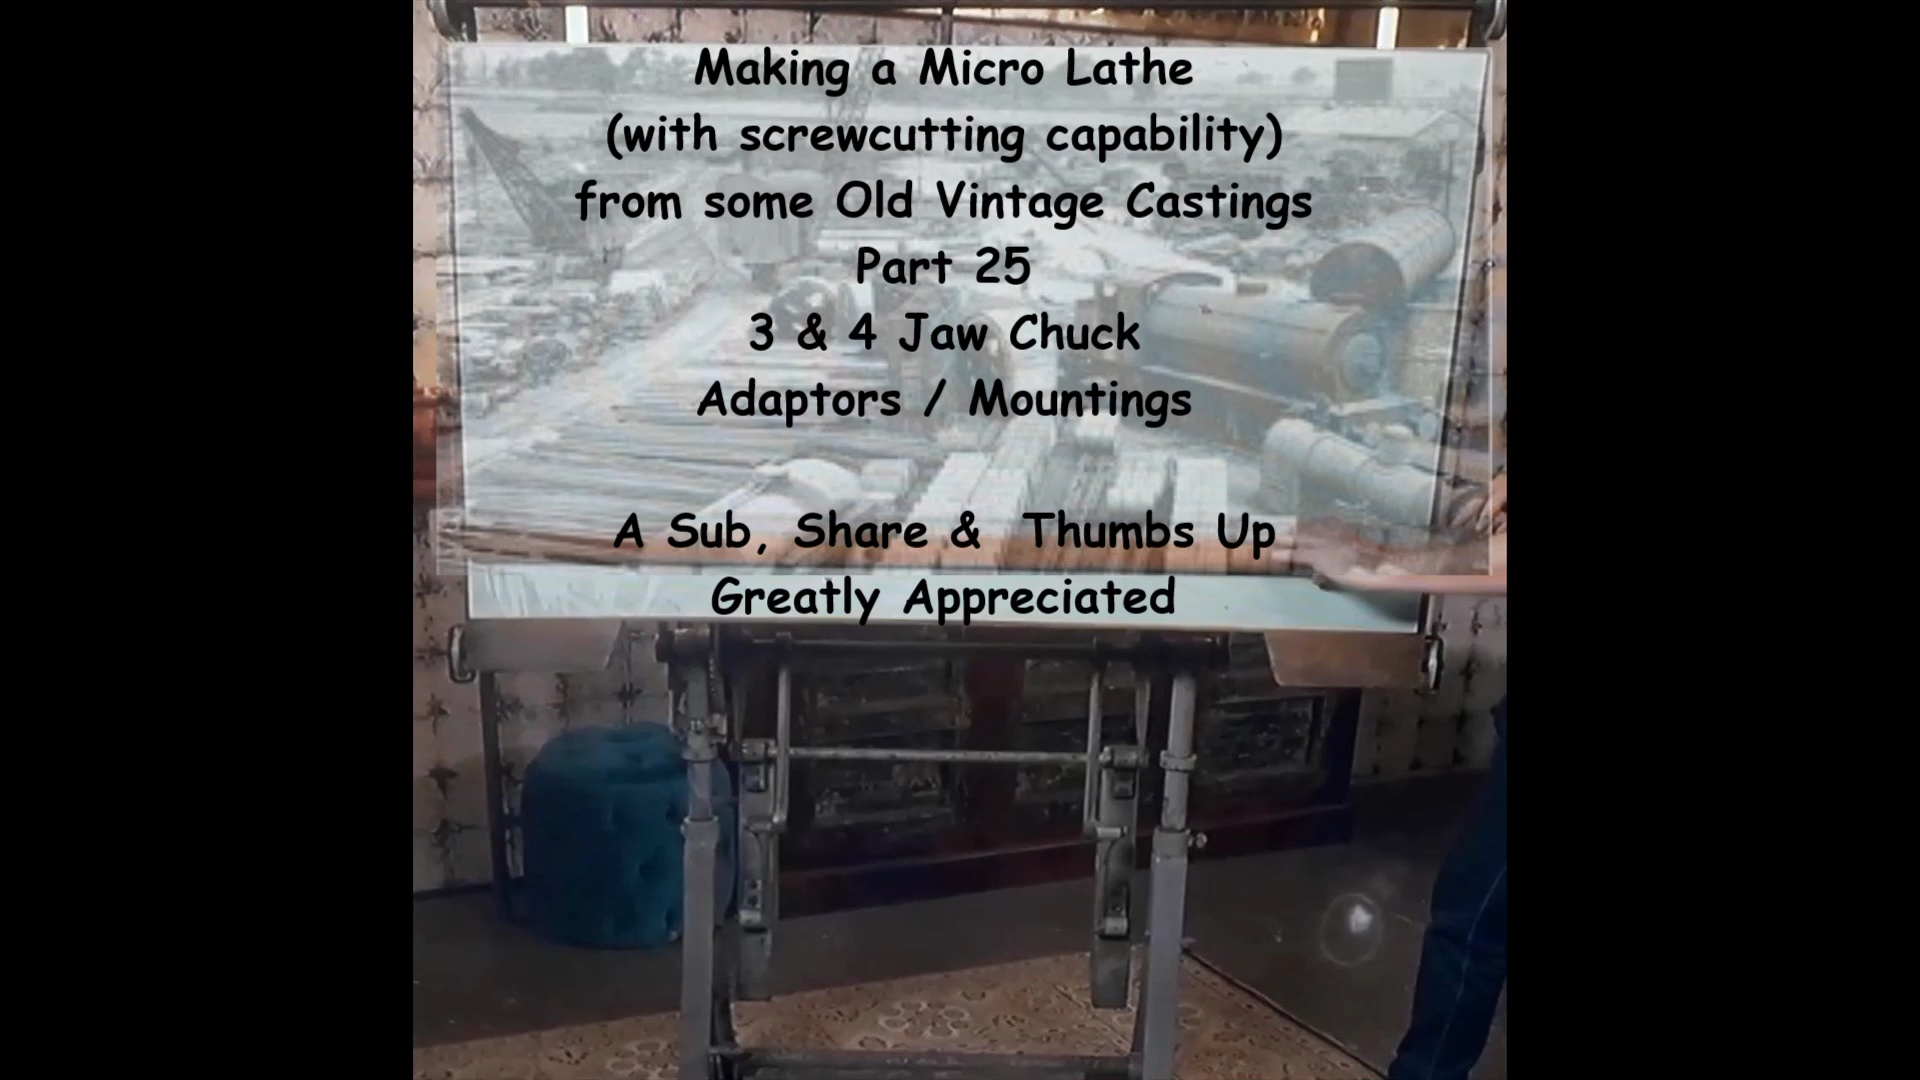 Making a Micro Lathe
(with screwcutting capability)
from some Old Vintage Castings
Part 25
3 & 4 Jaw Chuck
Adaptors / Mountings
A Sub, Share & Thumbs Up
Greatly Appreciated